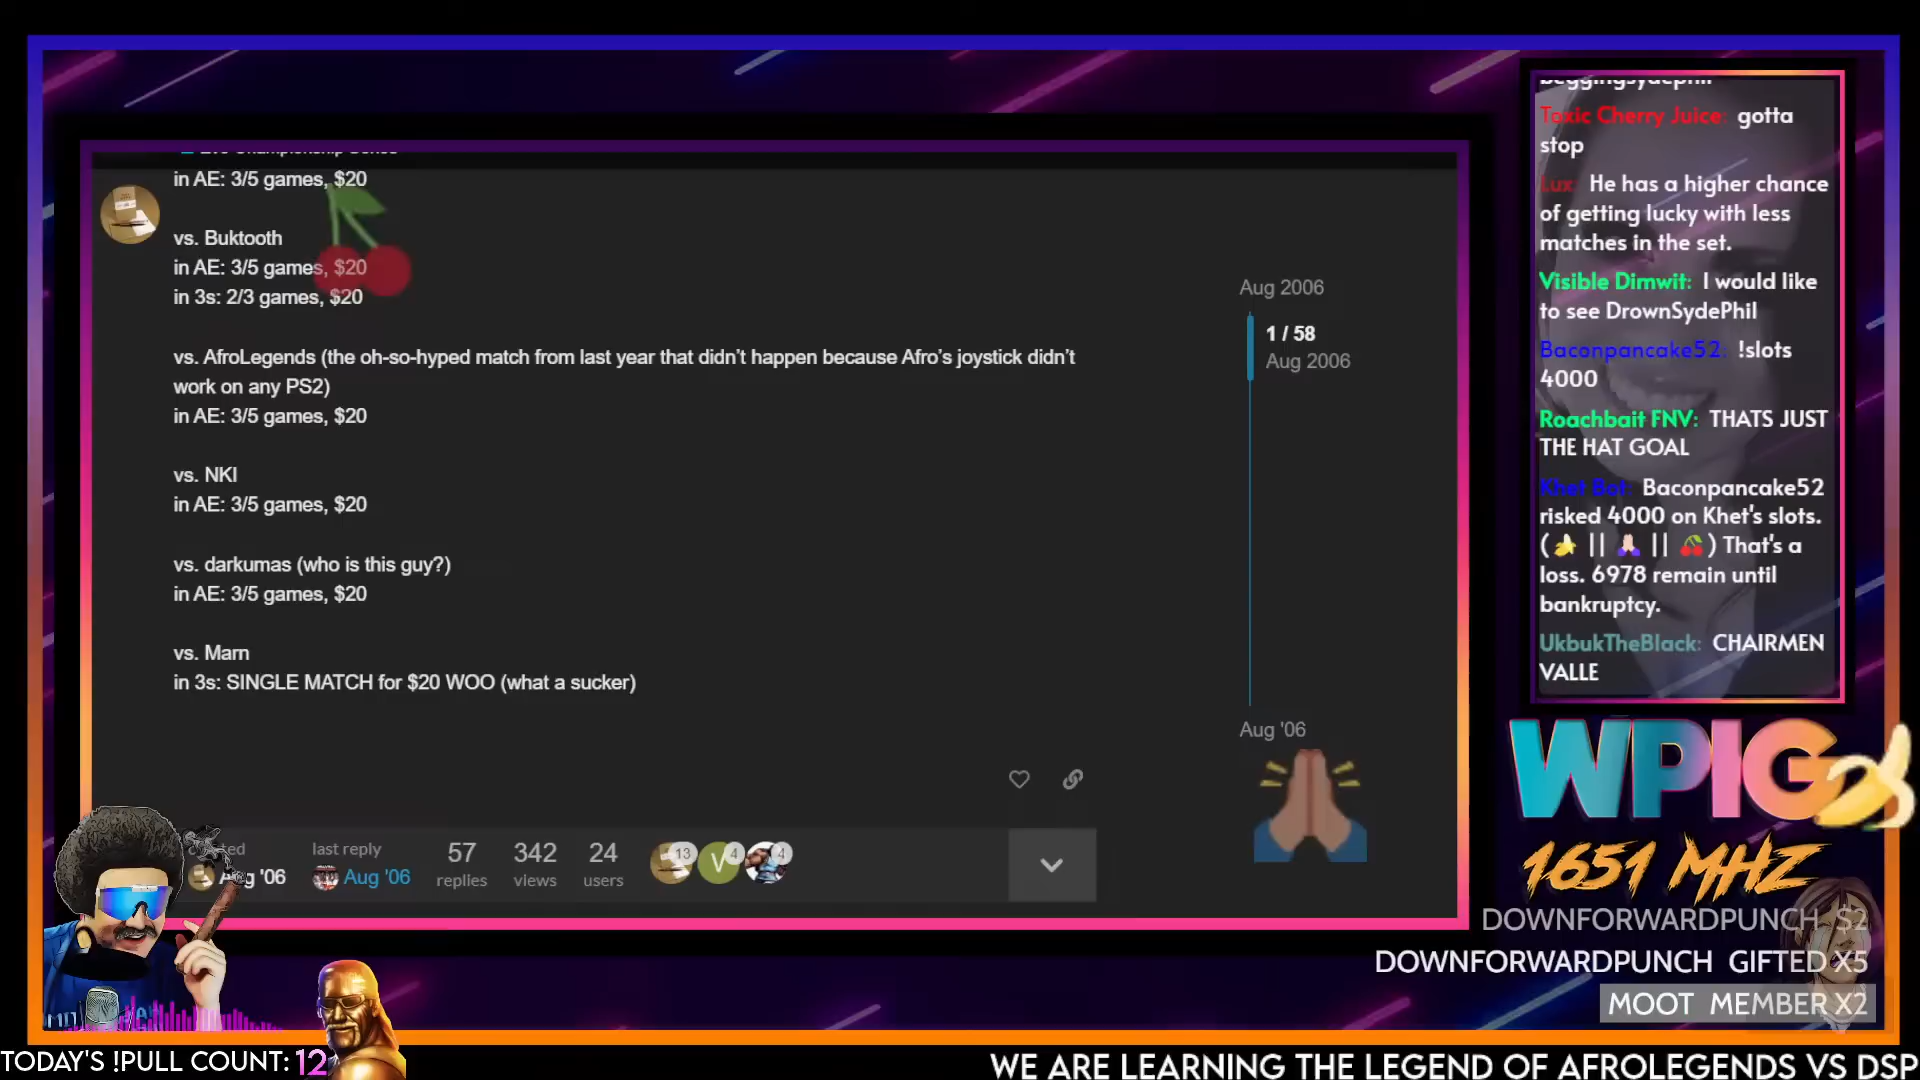 Evo Championship Series
in AE: 3/5 games, $20
vs. Buktooth
in AE: 3/5 games, $20
in 3s: 2/3 games, $20
vs. AfroLegends (the oh-so-hyped match from last year that didn't happen because Afro's joystick didn't
work on any PS2)
in AE: 3/5 games, $20
vs. NKI
in AE: 3/5 games, $20
vs. darkumas (who is this guy?)
in AE: 3/5 games, $20
vs. Marn
in 3s: SINGLE MATCH for $20 WOO (what a sucker)
Aug 2006
1 / 58
Aug 2006
Aug '06
last reply
Aug '06
57
replies
342
views
24
users
13
V
4
4
beggingsydephil
Toxic Cherry Juice: gotta
stop
Lux: He has a higher chance
of getting lucky with less
matches in the set.
Visible Dimwit: I would like
to see DrownSydePhil
Baconpancake52: !slots
4000
Roachbait FNV: THATS JUST
THE HAT GOAL
Khet Bot: Baconpancake52
risked 4000 on Khet's slots.
(🍌 || 🙏🏻 || 🍒) That's a
loss. 6978 remain until
bankruptcy.
UkbukTheBlack: CHAIRMEN
VALLE
WPIG
1651 MHZ
DOWNFORWARDPUNCH $2
DOWNFORWARDPUNCH GIFTED X5
MOOT MEMBER X2
TODAY'S !PULL COUNT: 12
WE ARE LEARNING THE LEGEND OF AFROLEGENDS VS DSP